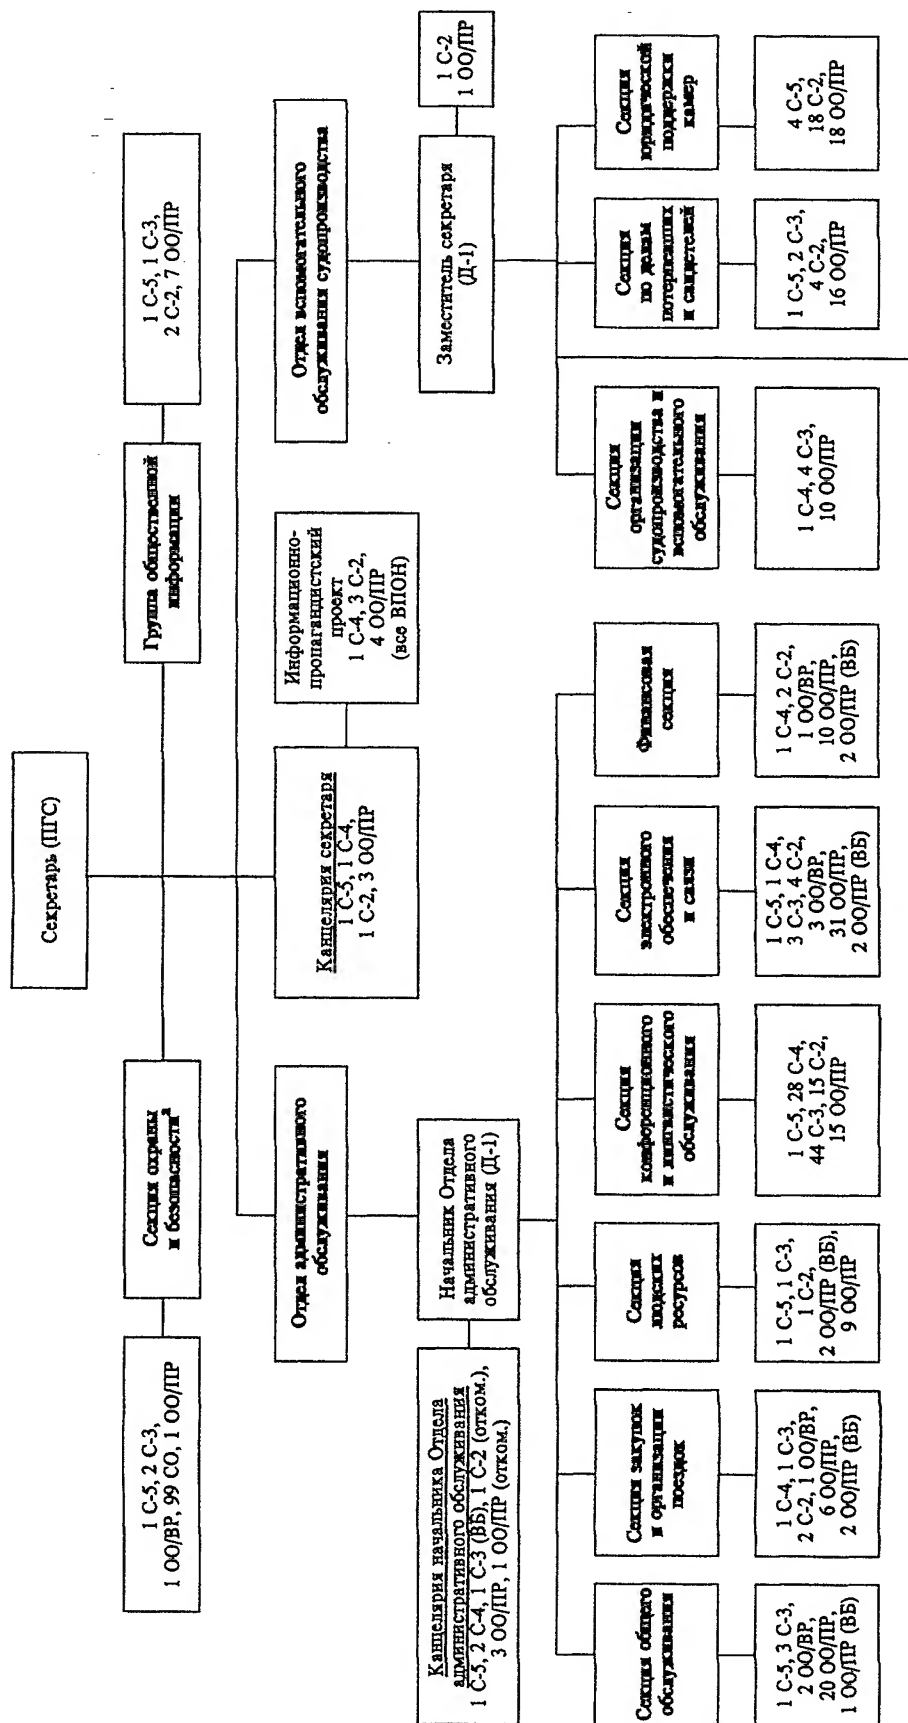 Секретарь (ПГС)
1 С-5, 2 С-3,
1 ОО/ВР, 99 СО, 1 ОО/ПР
Секция охраны
и безопасностиª
Группа общественной
информации
1 С-5, 1 С-3,
2 С-2, 7 ОО/ПР
Отдел административного
обслуживания
Канцелярия секретаря
1 С-5, 1 С-4,
1 С-2, 3 ОО/ПР
Информационно-
пропагандистский
проект
1 С-4, 3 С-2,
4 ОО/ПР
(все ВПОН)
Отдел вспомогательного
обслуживания судопроизводства
Канцелярия начальника Отдела
административного обслуживания
1 С-5, 2 С-4, 1 С-3 (ВБ), 1 С-2 (отком.),
3 ОО/ПР, 1 ОО/ПР (отком.)
Начальник Отдела
административного
обслуживания (Д-1)
Заместитель секретаря
(Д-1)
1 С-2
1 ОО/ПР
Секция общего
обслуживания
Секция закупок
и организации
поездок
Секция
людских
ресурсов
Секция
конференционного
и лингвистического
обслуживания
Секция
электронного
обеспечения
и связи
Финансовая
секция
Секция
организации
судопроизводства и
вспомогательного
обслуживания
Секция
по делам
потерпевших
и свидетелей
Секция
юридической
поддержки
камер
1 С-5, 3 С-3,
2 ОО/ВР,
20 ОО/ПР,
1 ОО/ПР (ВБ)
1 С-4, 1 С-3,
2 С-2, 1 ОО/ВР,
6 ОО/ПР,
2 ОО/ПР (ВБ)
1 С-5, 1 С-3,
1 С-2,
2 ОО/ПР (ВБ),
9 ОО/ПР
1 С-5, 28 С-4,
44 С-3, 15 С-2,
15 ОО/ПР
1 С-5, 1 С-4,
3 С-3, 4 С-2,
3 ОО/ВР,
31 ОО/ПР,
2 ОО/ПР (ВБ)
1 С-4, 2 С-2,
1 ОО/ВР,
10 ОО/ПР,
2 ОО/ПР (ВБ)
1 С-4, 4 С-3,
10 ОО/ПР
1 С-5, 2 С-3,
4 С-2,
16 ОО/ПР
4 С-5,
18 С-2,
18 ОО/ПР